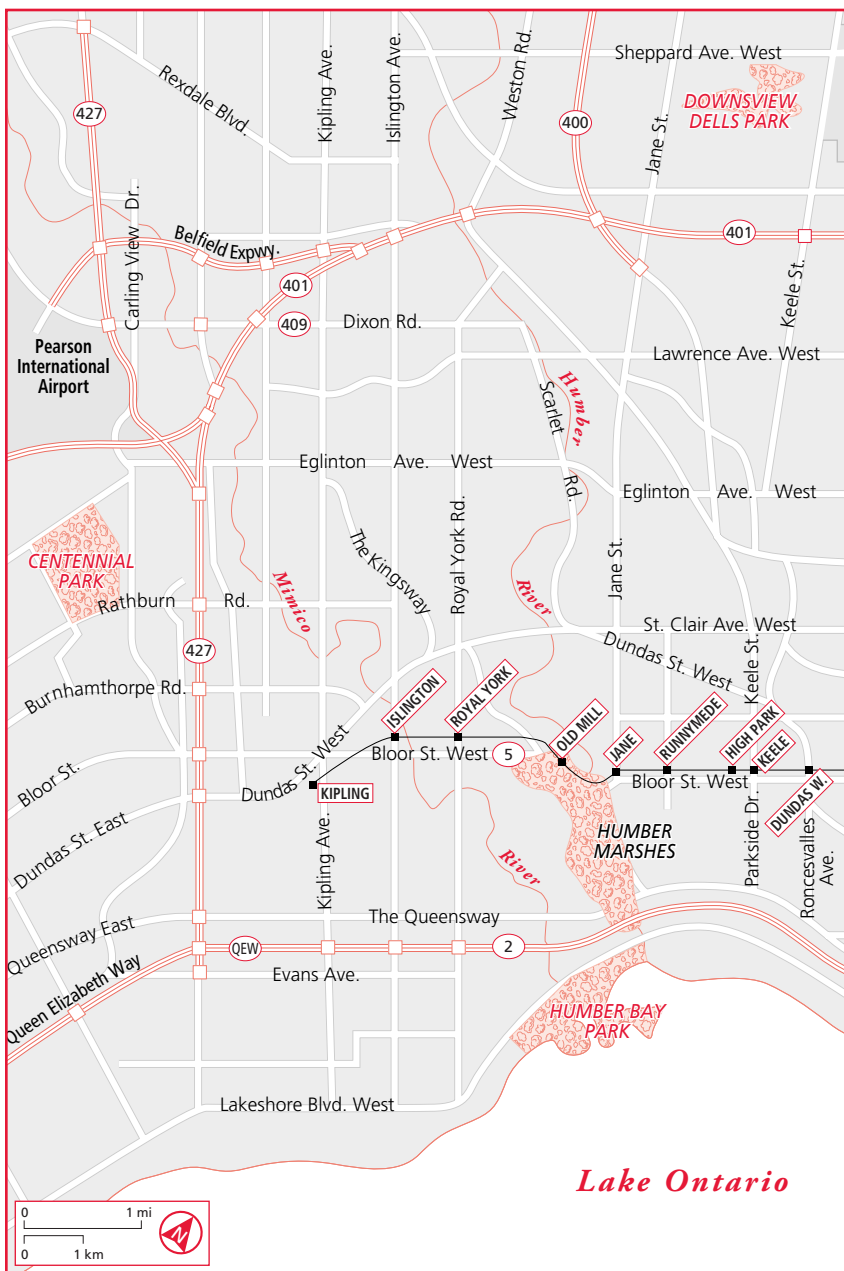 Sheppard Ave. West
Rexdale Blvd.
Kipling Ave.
Islington Ave.
Weston Rd.
DOWNSVIEW
DELLS PARK
427
400
Jane St.
Carling View Dr.
Belfield Expwy.
401
401
Keele St.
409
Dixon Rd.
Pearson
International
Airport
Lawrence Ave. West
Humber
Scarlet Rd.
Eglinton Ave. West
Eglinton Ave. West
Royal York Rd.
The Kingsway
Jane St.
CENTENNIAL
PARK
Mimico
River
Rathburn Rd.
St. Clair Ave. West
Dundas St. West
Keele St.
427
Burnhamthorpe Rd.
ISLINGTON
ROYAL YORK
OLD MILL
JANE
RUNNYMEDE
HIGH PARK
KEELE
DUNDAS W.
Bloor St. West
5
Bloor St.
Dundas St. West
KIPLING
Bloor St. West
Dundas St. East
Kipling Ave.
HUMBER
MARSHES
Parkside Dr.
Roncesvalles
Ave.
River
The Queensway
Queensway East
QEW
2
Queen Elizabeth Way
Evans Ave.
HUMBER BAY
PARK
Lakeshore Blvd. West
Lake Ontario
0 1 mi
0 1 km
N